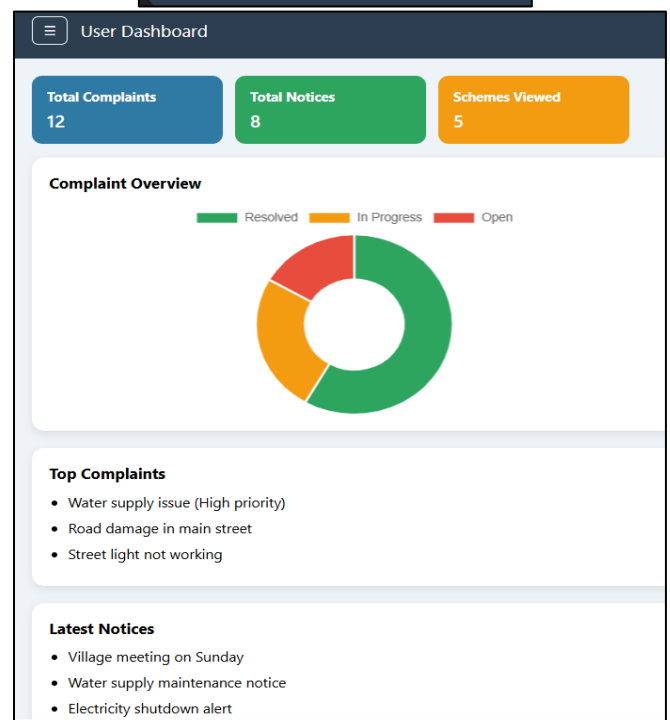 ☰ User Dashboard
Total Complaints
12
Total Notices
8
Schemes Viewed
5
Complaint Overview
Resolved In Progress Open
Top Complaints
• Water supply issue (High priority)
• Road damage in main street
• Street light not working
Latest Notices
• Village meeting on Sunday
• Water supply maintenance notice
• Electricity shutdown alert